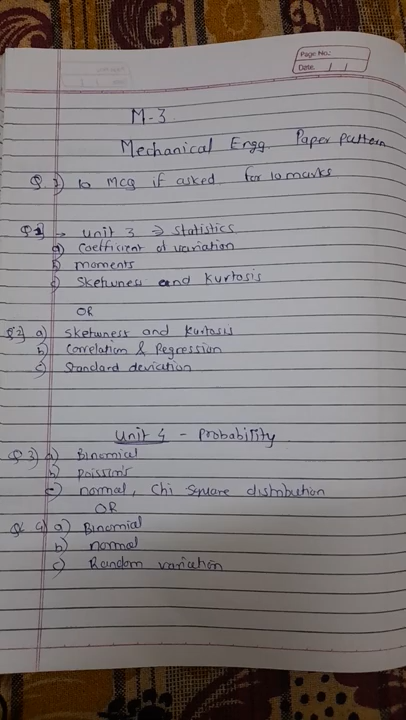 Page No.:
Date: / /
M-3
Mechanical Engg. Paper pattern
Q 1) 10 mcq if asked for 10 marks
Q1] → unit 3 ⇒ Statistics
a) Coefficient of variation
b) moments
c) Skewness and Kurtosis
OR
Q2] a) Skewness and Kurtosis
b) Correlation & Regression
c) Standard deviation
Unit 4 - Probability
Q 3) a) Binomial
b) poisson's
c) normal, Chi Square distribution
OR
Q 4) a) Binomial
b) normal
c) Random variation